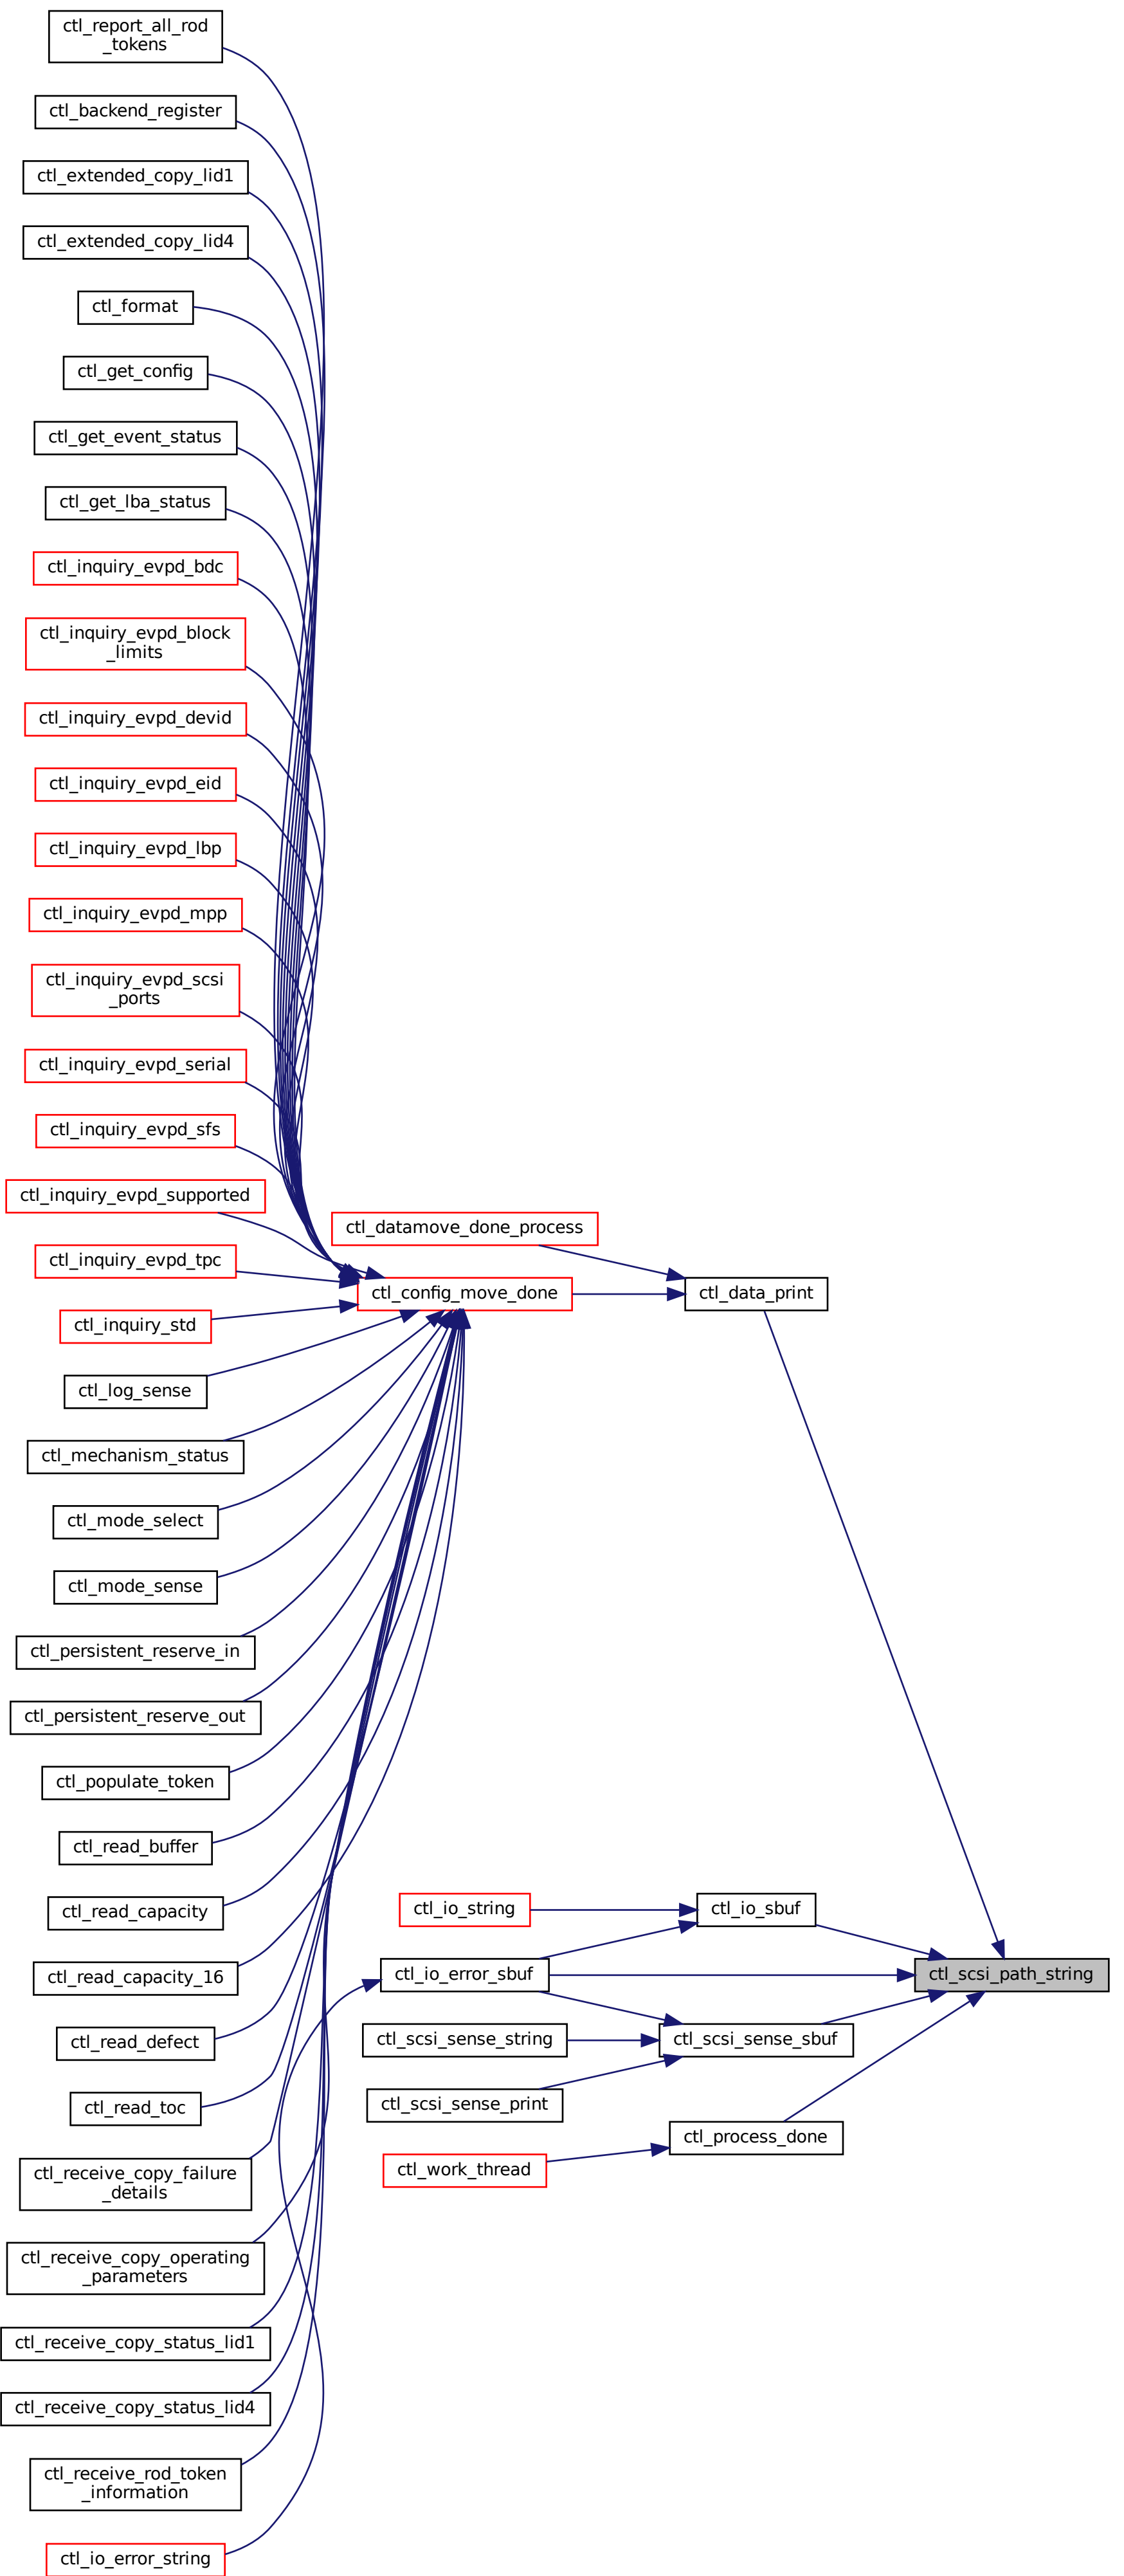 ctl_report_all_rod
_tokens
ctl_backend_register
ctl_extended_copy_lid1
ctl_extended_copy_lid4
ctl_format
ctl_get_config
ctl_get_event_status
ctl_get_lba_status
ctl_inquiry_evpd_bdc
ctl_inquiry_evpd_block
_limits
ctl_inquiry_evpd_devid
ctl_inquiry_evpd_eid
ctl_inquiry_evpd_lbp
ctl_inquiry_evpd_mpp
ctl_inquiry_evpd_scsi
_ports
ctl_inquiry_evpd_serial
ctl_inquiry_evpd_sfs
ctl_inquiry_evpd_supported
ctl_inquiry_evpd_tpc
ctl_inquiry_std
ctl_log_sense
ctl_mechanism_status
ctl_mode_select
ctl_mode_sense
ctl_persistent_reserve_in
ctl_persistent_reserve_out
ctl_populate_token
ctl_read_buffer
ctl_read_capacity
ctl_read_capacity_16
ctl_read_defect
ctl_read_toc
ctl_receive_copy_failure
_details
ctl_receive_copy_operating
_parameters
ctl_receive_copy_status_lid1
ctl_receive_copy_status_lid4
ctl_receive_rod_token
_information
ctl_io_error_string
ctl_datamove_done_process
ctl_config_move_done
ctl_data_print
ctl_io_string
ctl_io_sbuf
ctl_io_error_sbuf
ctl_scsi_path_string
ctl_scsi_sense_string
ctl_scsi_sense_sbuf
ctl_scsi_sense_print
ctl_process_done
ctl_work_thread